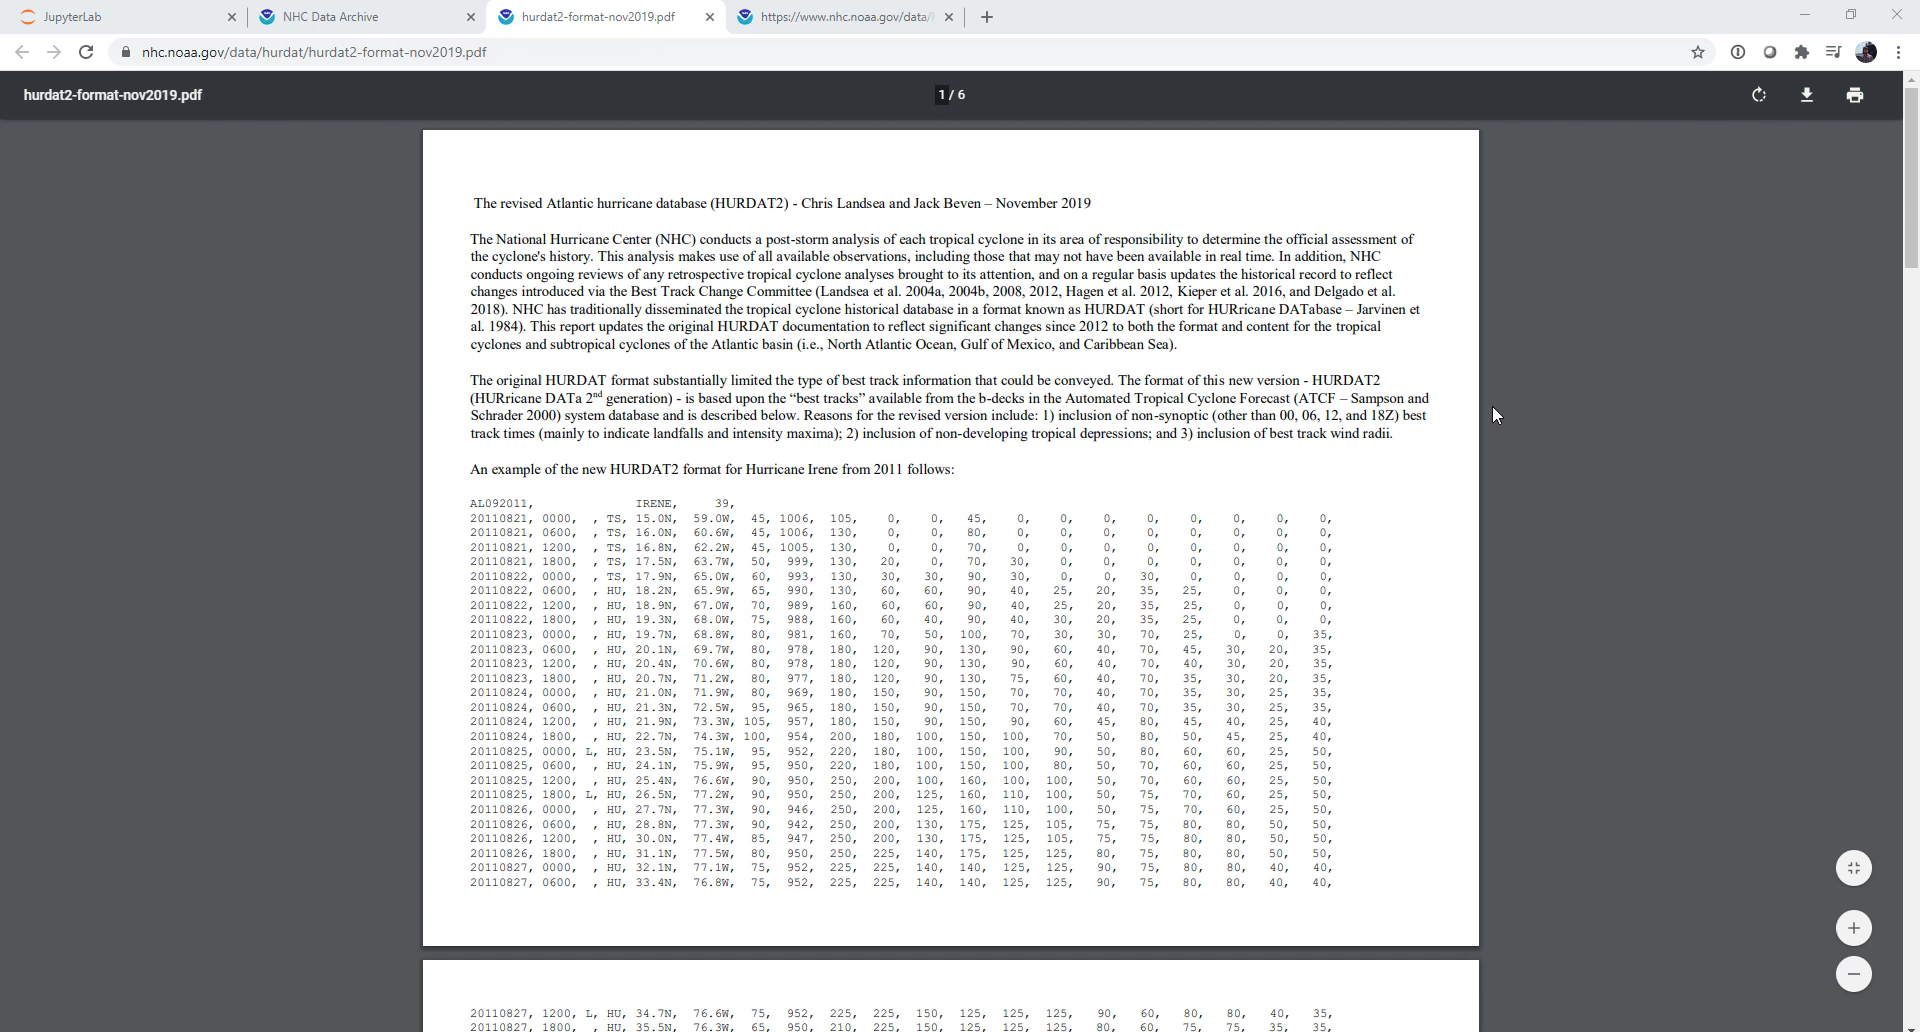 JupyterLab
NHC Data Archive
hurdat2-format-nov2019.pdf
https://www.nhc.noaa.gov/data/
nhc.noaa.gov/data/hurdat/hurdat2-format-nov2019.pdf
hurdat2-format-nov2019.pdf
1 / 6
The revised Atlantic hurricane database (HURDAT2) - Chris Landsea and Jack Beven – November 2019
The National Hurricane Center (NHC) conducts a post-storm analysis of each tropical cyclone in its area of responsibility to determine the official assessment of
the cyclone's history. This analysis makes use of all available observations, including those that may not have been available in real time. In addition, NHC
conducts ongoing reviews of any retrospective tropical cyclone analyses brought to its attention, and on a regular basis updates the historical record to reflect
changes introduced via the Best Track Change Committee (Landsea et al. 2004a, 2004b, 2008, 2012, Hagen et al. 2012, Kieper et al. 2016, and Delgado et al.
2018). NHC has traditionally disseminated the tropical cyclone historical database in a format known as HURDAT (short for HURricane DATabase – Jarvinen et
al. 1984). This report updates the original HURDAT documentation to reflect significant changes since 2012 to both the format and content for the tropical
cyclones and subtropical cyclones of the Atlantic basin (i.e., North Atlantic Ocean, Gulf of Mexico, and Caribbean Sea).
The original HURDAT format substantially limited the type of best track information that could be conveyed. The format of this new version - HURDAT2
(HURricane DATa 2nd generation) - is based upon the “best tracks” available from the b-decks in the Automated Tropical Cyclone Forecast (ATCF – Sampson and
Schrader 2000) system database and is described below. Reasons for the revised version include: 1) inclusion of non-synoptic (other than 00, 06, 12, and 18Z) best
track times (mainly to indicate landfalls and intensity maxima); 2) inclusion of non-developing tropical depressions; and 3) inclusion of best track wind radii.
An example of the new HURDAT2 format for Hurricane Irene from 2011 follows:
AL092011, IRENE, 39,
20110821, 0000, , TS, 15.0N, 59.0W, 45, 1006, 105, 0, 0, 45, 0, 0, 0, 0, 0, 0, 0, 0,
20110821, 0600, , TS, 16.0N, 60.6W, 45, 1006, 130, 0, 0, 80, 0, 0, 0, 0, 0, 0, 0, 0,
20110821, 1200, , TS, 16.8N, 62.2W, 45, 1005, 130, 0, 0, 70, 0, 0, 0, 0, 0, 0, 0, 0,
20110821, 1800, , TS, 17.5N, 63.7W, 50, 999, 130, 20, 0, 70, 30, 0, 0, 0, 0, 0, 0, 0,
20110822, 0000, , TS, 17.9N, 65.0W, 60, 993, 130, 30, 30, 90, 30, 0, 0, 30, 0, 0, 0, 0,
20110822, 0600, , HU, 18.2N, 65.9W, 65, 990, 130, 60, 60, 90, 40, 25, 20, 35, 25, 0, 0, 0,
20110822, 1200, , HU, 18.9N, 67.0W, 70, 989, 160, 60, 60, 90, 40, 25, 20, 35, 25, 0, 0, 0,
20110822, 1800, , HU, 19.3N, 68.0W, 75, 988, 160, 60, 40, 90, 40, 30, 20, 35, 25, 0, 0, 0,
20110823, 0000, , HU, 19.7N, 68.8W, 80, 981, 160, 70, 50, 100, 70, 30, 30, 70, 25, 0, 0, 35,
20110823, 0600, , HU, 20.1N, 69.7W, 80, 978, 180, 120, 90, 130, 90, 60, 40, 70, 45, 30, 20, 35,
20110823, 1200, , HU, 20.4N, 70.6W, 80, 978, 180, 120, 90, 130, 90, 60, 40, 70, 40, 30, 20, 35,
20110823, 1800, , HU, 20.7N, 71.2W, 80, 977, 180, 120, 90, 130, 75, 60, 40, 70, 35, 30, 20, 35,
20110824, 0000, , HU, 21.0N, 71.9W, 80, 969, 180, 150, 90, 150, 70, 70, 40, 70, 35, 30, 25, 35,
20110824, 0600, , HU, 21.3N, 72.5W, 95, 965, 180, 150, 90, 150, 70, 70, 40, 70, 35, 30, 25, 35,
20110824, 1200, , HU, 21.9N, 73.3W, 105, 957, 180, 150, 90, 150, 90, 60, 45, 80, 45, 40, 25, 40,
20110824, 1800, , HU, 22.7N, 74.3W, 100, 954, 200, 180, 100, 150, 100, 70, 50, 80, 50, 45, 25, 40,
20110825, 0000, L, HU, 23.5N, 75.1W, 95, 952, 220, 180, 100, 150, 100, 90, 50, 80, 60, 60, 25, 50,
20110825, 0600, , HU, 24.1N, 75.9W, 95, 950, 220, 180, 100, 150, 100, 80, 50, 70, 60, 60, 25, 50,
20110825, 1200, , HU, 25.4N, 76.6W, 90, 950, 250, 200, 100, 160, 100, 100, 50, 70, 60, 60, 25, 50,
20110825, 1800, L, HU, 26.5N, 77.2W, 90, 950, 250, 200, 125, 160, 110, 100, 50, 75, 70, 60, 25, 50,
20110826, 0000, , HU, 27.7N, 77.3W, 90, 946, 250, 200, 125, 160, 110, 100, 50, 75, 70, 60, 25, 50,
20110826, 0600, , HU, 28.8N, 77.3W, 90, 942, 250, 200, 130, 175, 125, 105, 75, 75, 80, 80, 50, 50,
20110826, 1200, , HU, 30.0N, 77.4W, 85, 947, 250, 200, 130, 175, 125, 105, 75, 75, 80, 80, 50, 50,
20110826, 1800, , HU, 31.1N, 77.5W, 80, 950, 250, 225, 140, 175, 125, 125, 80, 75, 80, 80, 50, 50,
20110827, 0000, , HU, 32.1N, 77.1W, 75, 952, 225, 225, 140, 140, 125, 125, 90, 75, 80, 80, 40, 40,
20110827, 0600, , HU, 33.4N, 76.8W, 75, 952, 225, 225, 140, 140, 125, 125, 90, 75, 80, 80, 40, 40,
20110827, 1200, L, HU, 34.7N, 76.6W, 75, 952, 225, 225, 150, 125, 125, 125, 90, 60, 80, 80, 40, 35,
20110827, 1800, , HU, 35.5N, 76.3W, 65, 950, 210, 225, 150, 125, 125, 125, 80, 60, 75, 75, 35, 35,